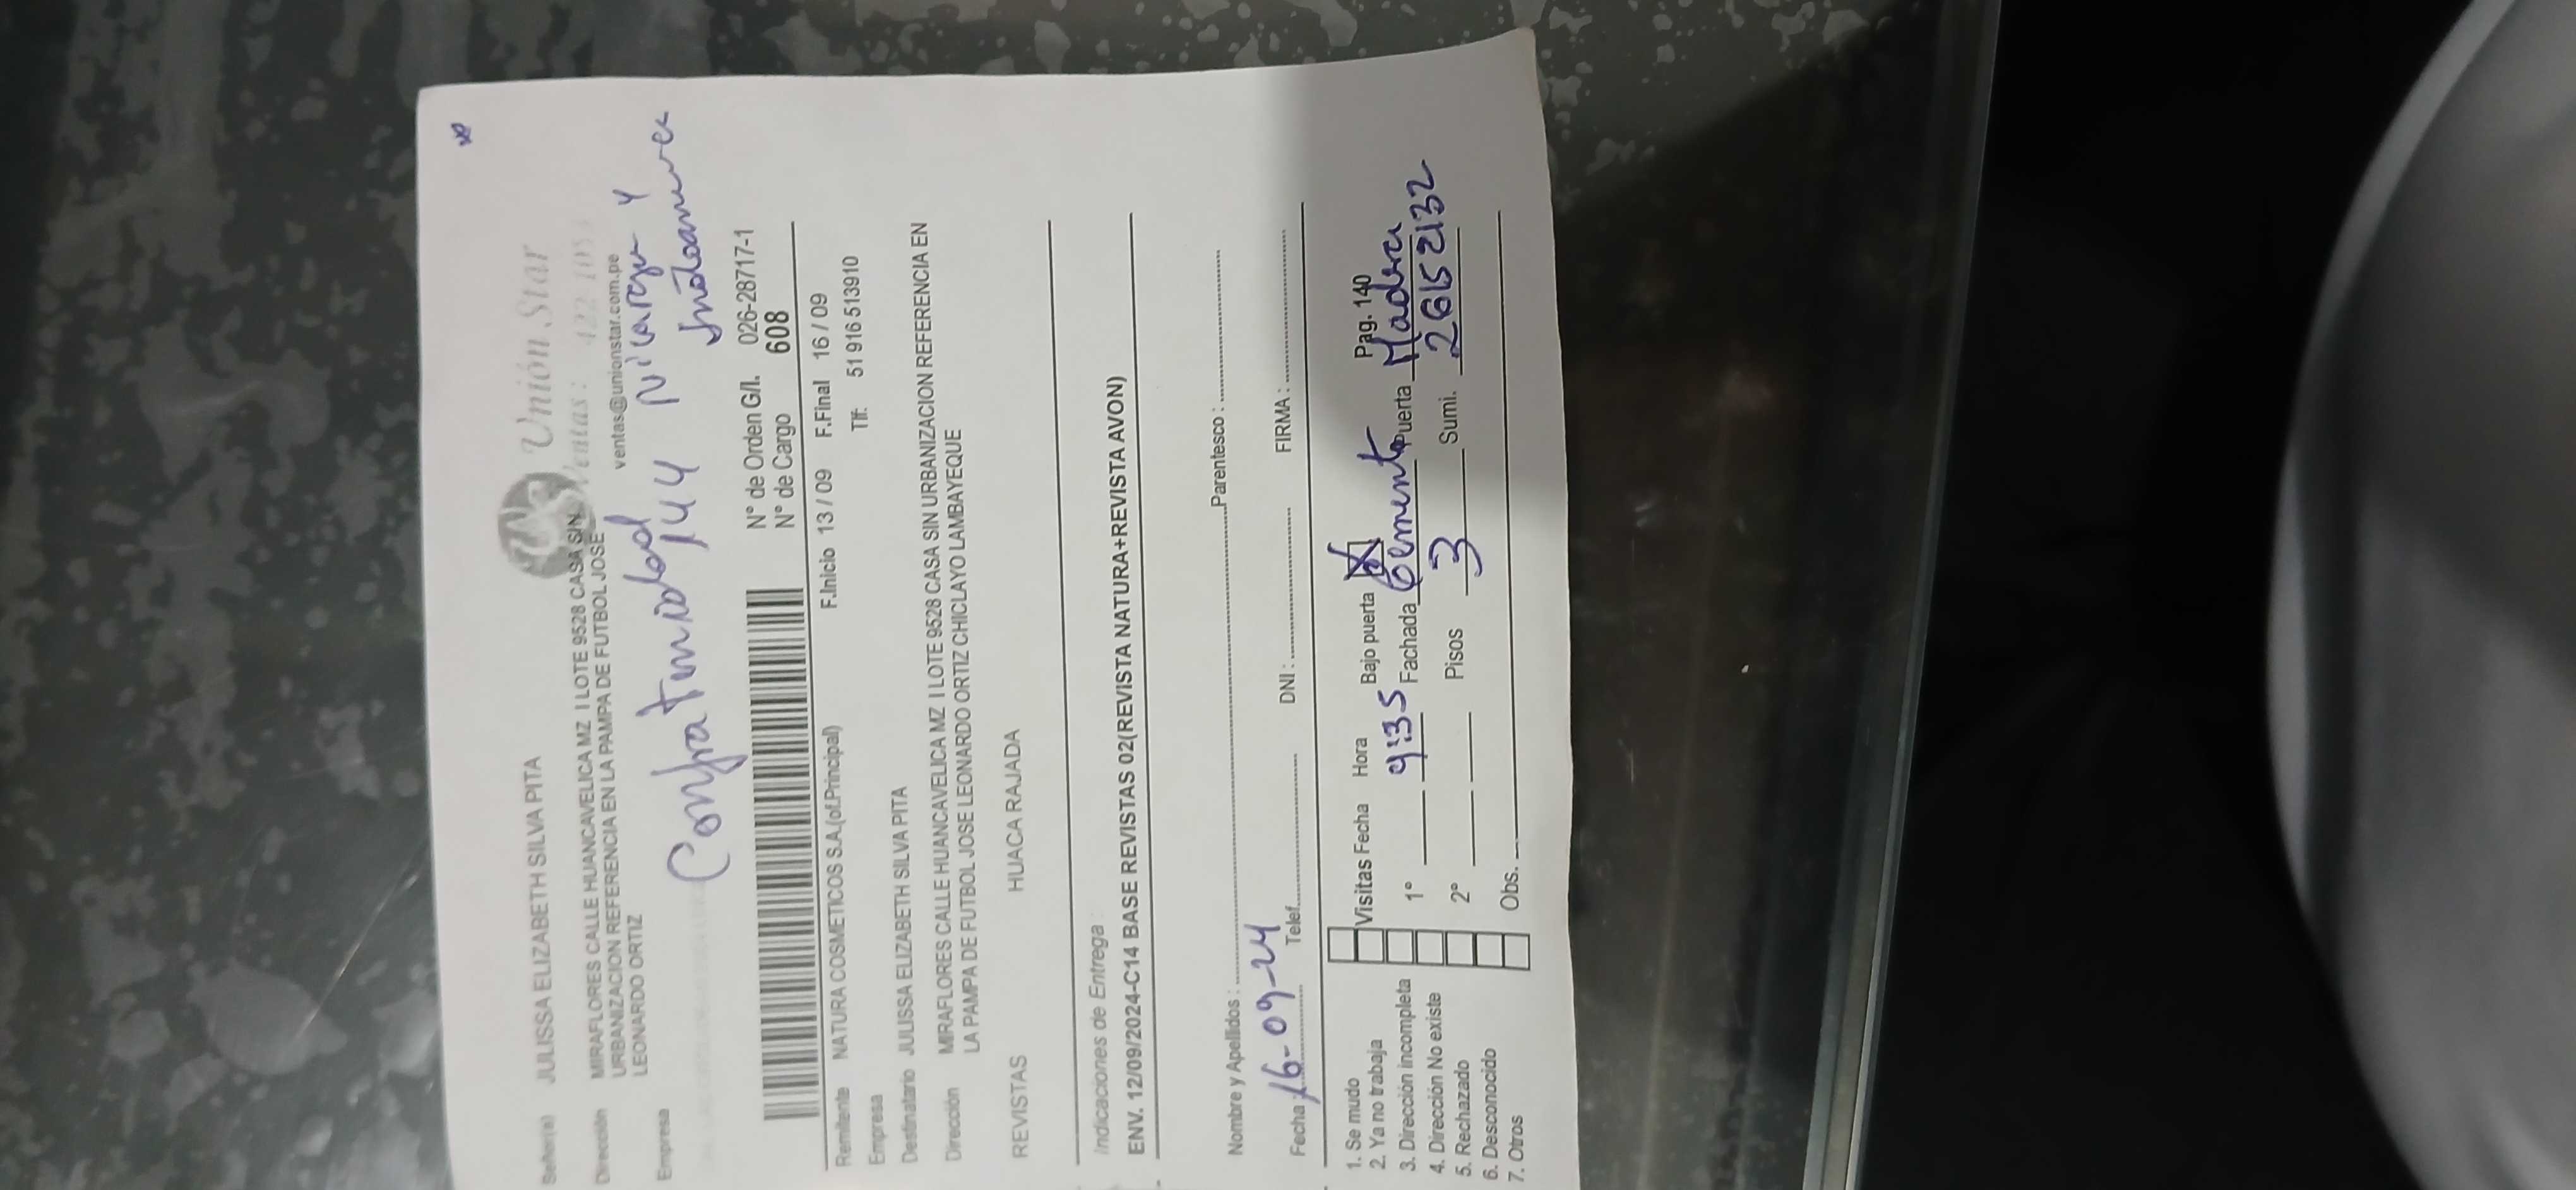 Unión Star
Ventas: 422 105
ventas@unionstar.com.pe
Señor(a) JULISSA ELIZABETH SILVA PITA
Dirección MIRAFLORES CALLE HUANCAVELICA MZ I LOTE 9528 CASA SIN
URBANIZACION REFERENCIA EN LA PAMPA DE FUTBOL JOSE
LEONARDO ORTIZ
Empresa
N° de Orden G/I. 026-28717-1
N° de Cargo 608
F.Inicio 13 / 09 F.Final 16 / 09
Remitente NATURA COSMETICOS S.A.(of.Principal) Tlf: 51 916 513910
Empresa
Destinatario JULISSA ELIZABETH SILVA PITA
Dirección MIRAFLORES CALLE HUANCAVELICA MZ I LOTE 9528 CASA SIN URBANIZACION REFERENCIA EN
LA PAMPA DE FUTBOL JOSE LEONARDO ORTIZ CHICLAYO LAMBAYEQUE
REVISTAS HUACA RAJADA
Indicaciones de Entrega :
ENV. 12/09/2024-C14 BASE REVISTAS 02(REVISTA NATURA+REVISTA AVON)
Nombre y Apellidos : Parentesco :
Fecha : 16-09-24 Telef. DNI : FIRMA :
1. Se mudo
2. Ya no trabaja
3. Dirección incompleta
4. Dirección No existe
5. Rechazado
6. Desconocido
7. Otros
Visitas Fecha Hora Bajo puerta X Pag. 140
1° 9:35 Fachada Cemento Puerta Madera
2° Pisos 3 Sumi. 26152132
Obs.